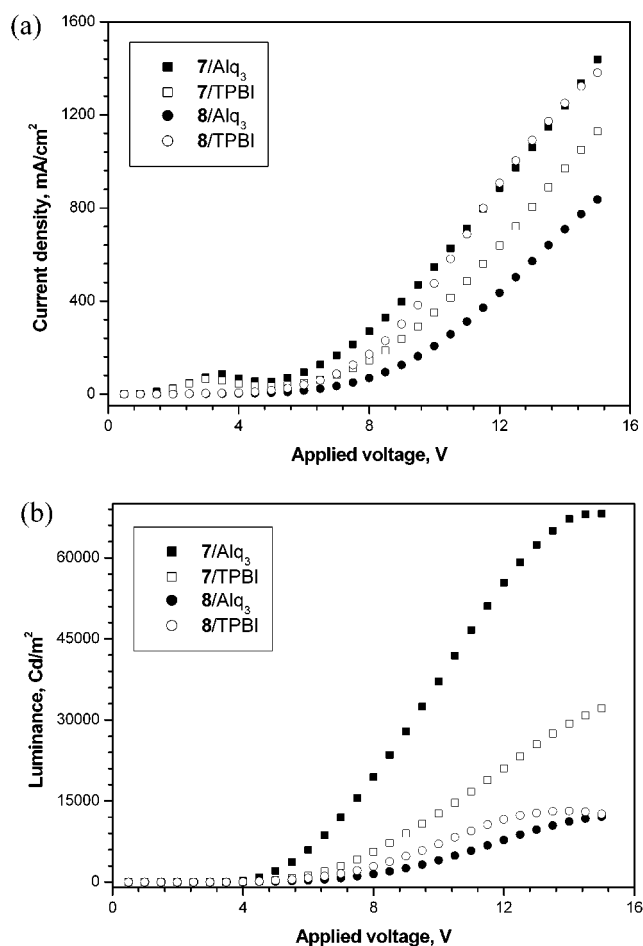 (a)
1600
1200
800
400
0
Current density, mA/cm²
7/Alq₃
7/TPBI
8/Alq₃
8/TPBI
0 4 8 12 16
Applied voltage, V
(b)
60000
45000
30000
15000
0
Luminance, Cd/m²
7/Alq₃
7/TPBI
8/Alq₃
8/TPBI
0 4 8 12 16
Applied voltage, V